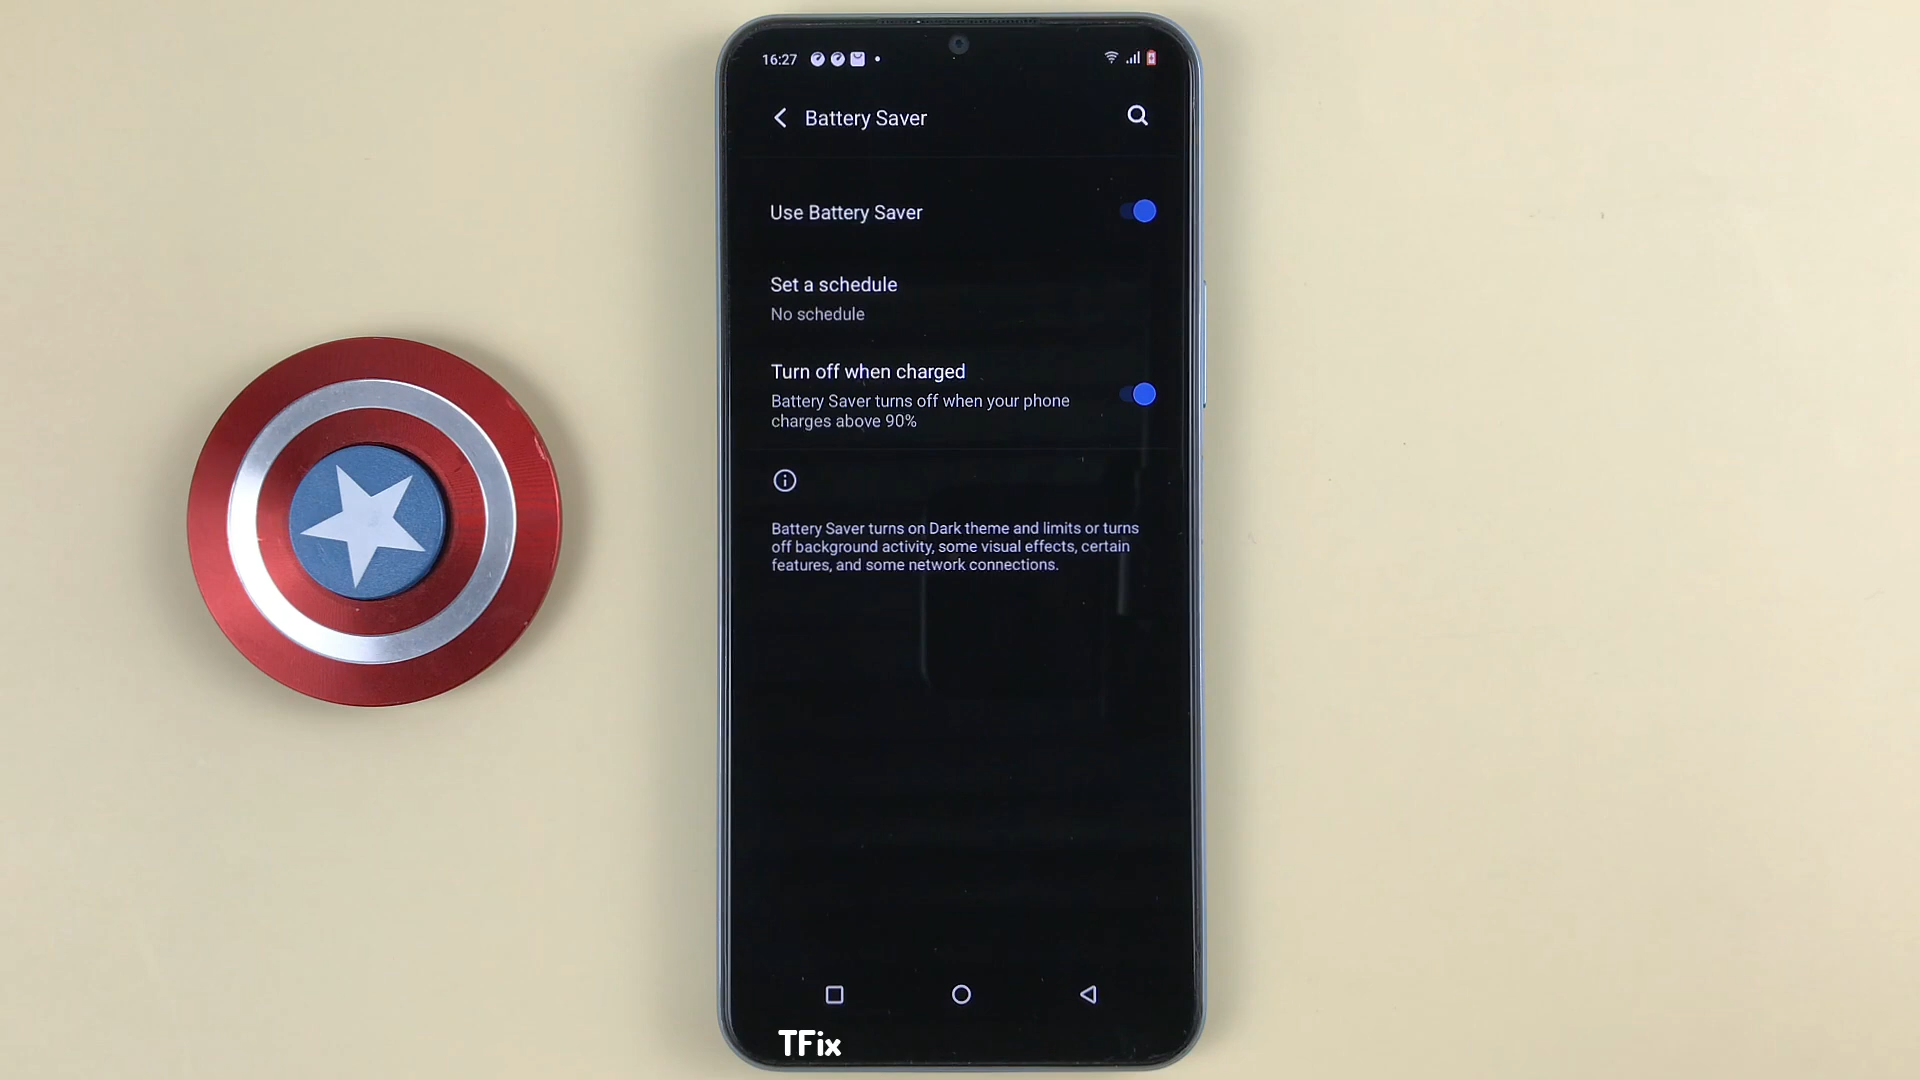 16:27
Battery Saver
Use Battery Saver
Set a schedule
No schedule
Turn off when charged
Battery Saver turns off when your phone
charges above 90%
Battery Saver turns on Dark theme and limits or turns
off background activity, some visual effects, certain
features, and some network connections.
TFix